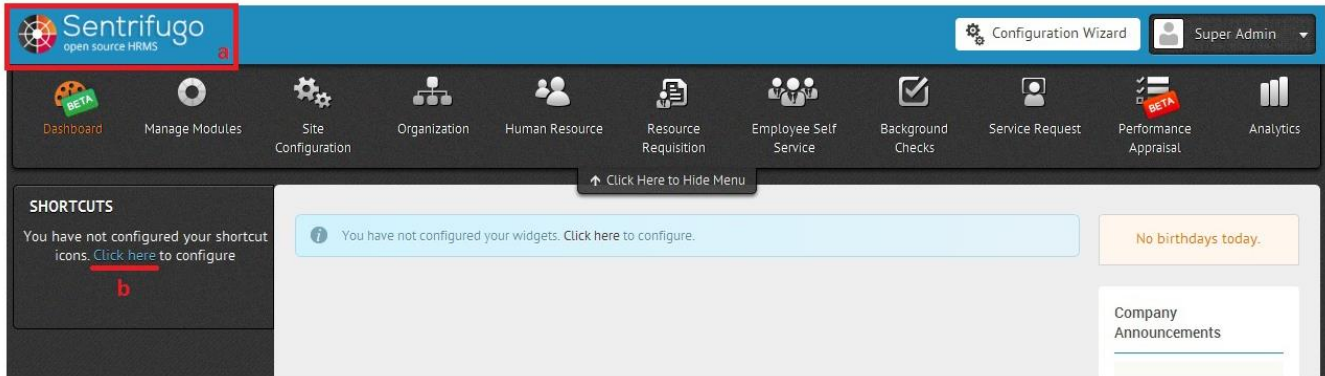 Sentrifugo
open source HRMS
a
Configuration Wizard
Super Admin
BETA
Dashboard
Manage Modules
Site
Configuration
Organization
Human Resource
Resource
Requisition
Employee Self
Service
Background
Checks
Service Request
BETA
Performance
Appraisal
Analytics
Click Here to Hide Menu
SHORTCUTS
You have not configured your shortcut
icons. Click here to configure
b
You have not configured your widgets. Click here to configure.
No birthdays today.
Company
Announcements